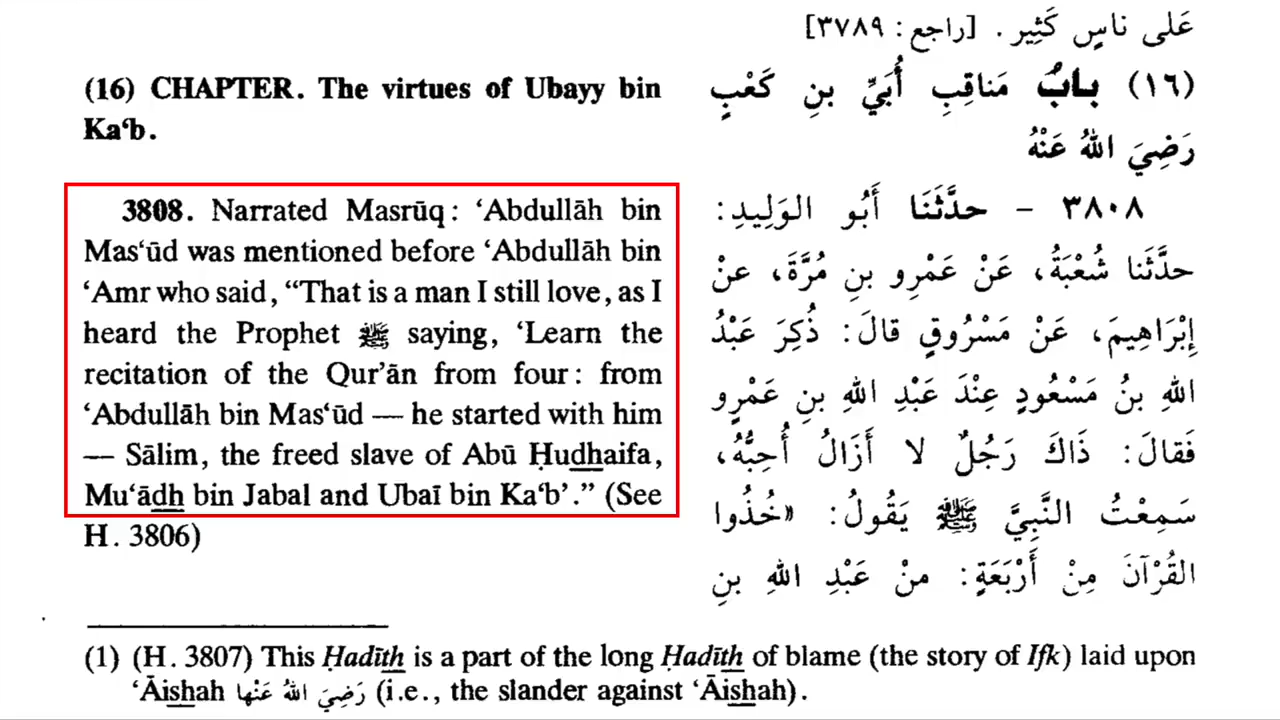 (16) CHAPTER. The virtues of Ubayy bin
Ka‘b.
3808. Narrated Masrūq: ‘Abdullāh bin
Mas‘ūd was mentioned before ‘Abdullāh bin
‘Amr who said, “That is a man I still love, as I
heard the Prophet ﷺ saying, ‘Learn the
recitation of the Qur’ān from four: from
‘Abdullāh bin Mas‘ūd — he started with him
— Sālim, the freed slave of Abū Ḥudhaifa,
Mu‘ādh bin Jabal and Ubaī bin Ka‘b’.” (See
H. 3806)
عَلى ناسٍ كَثِيرٍ. [راجع: ٣٧٨٩]
(١٦) بابُ مَناقِبِ أُبَيِّ بنِ كَعْبٍ
رَضِيَ اللهُ عَنْهُ
٣٨٠٨ – حدَّثَنَا أَبُو الوَلِيدِ:
حدَّثَنا شُعْبَةُ، عَنْ عَمْرِو بنِ مُرَّةَ، عنْ
إِبْرَاهِيمَ، عَنْ مَسْرُوقٍ قالَ: ذُكِرَ عَبْدُ
اللهِ بنُ مَسْعُودٍ عِنْدَ عَبْدِ اللهِ بنِ عَمْرٍو
فَقالَ: ذَاكَ رَجُلٌ لا أَزَالُ أُحِبُّهُ،
سَمِعْتُ النَّبِيَّ ﷺ يَقُولُ: «خُذُوا
القُرْآنَ مِنْ أَرْبَعَةٍ: منْ عَبْدِ اللهِ بنِ
(1) (H. 3807) This Ḥadīth is a part of the long Ḥadīth of blame (the story of Ifk) laid upon
‘Āishah رَضِيَ اللهُ عَنْها (i.e., the slander against ‘Āishah).